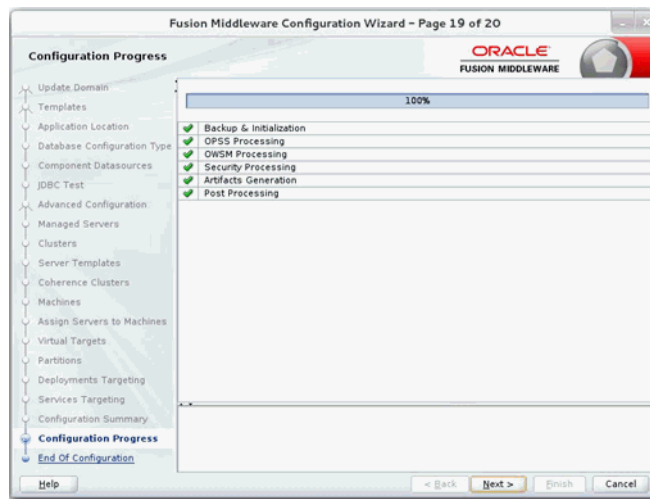 Fusion Middleware Configuration Wizard - Page 19 of 20
Configuration Progress
ORACLE
FUSION MIDDLEWARE
Update Domain
Templates
Application Location
Database Configuration Type
Component Datasources
JDBC Test
Advanced Configuration
Managed Servers
Clusters
Server Templates
Coherence Clusters
Machines
Assign Servers to Machines
Virtual Targets
Partitions
Deployments Targeting
Services Targeting
Configuration Summary
Configuration Progress
End Of Configuration
100%
Backup & Initialization
OPSS Processing
OWSM Processing
Security Processing
Artifacts Generation
Post Processing
Help
< Back
Next >
Finish
Cancel